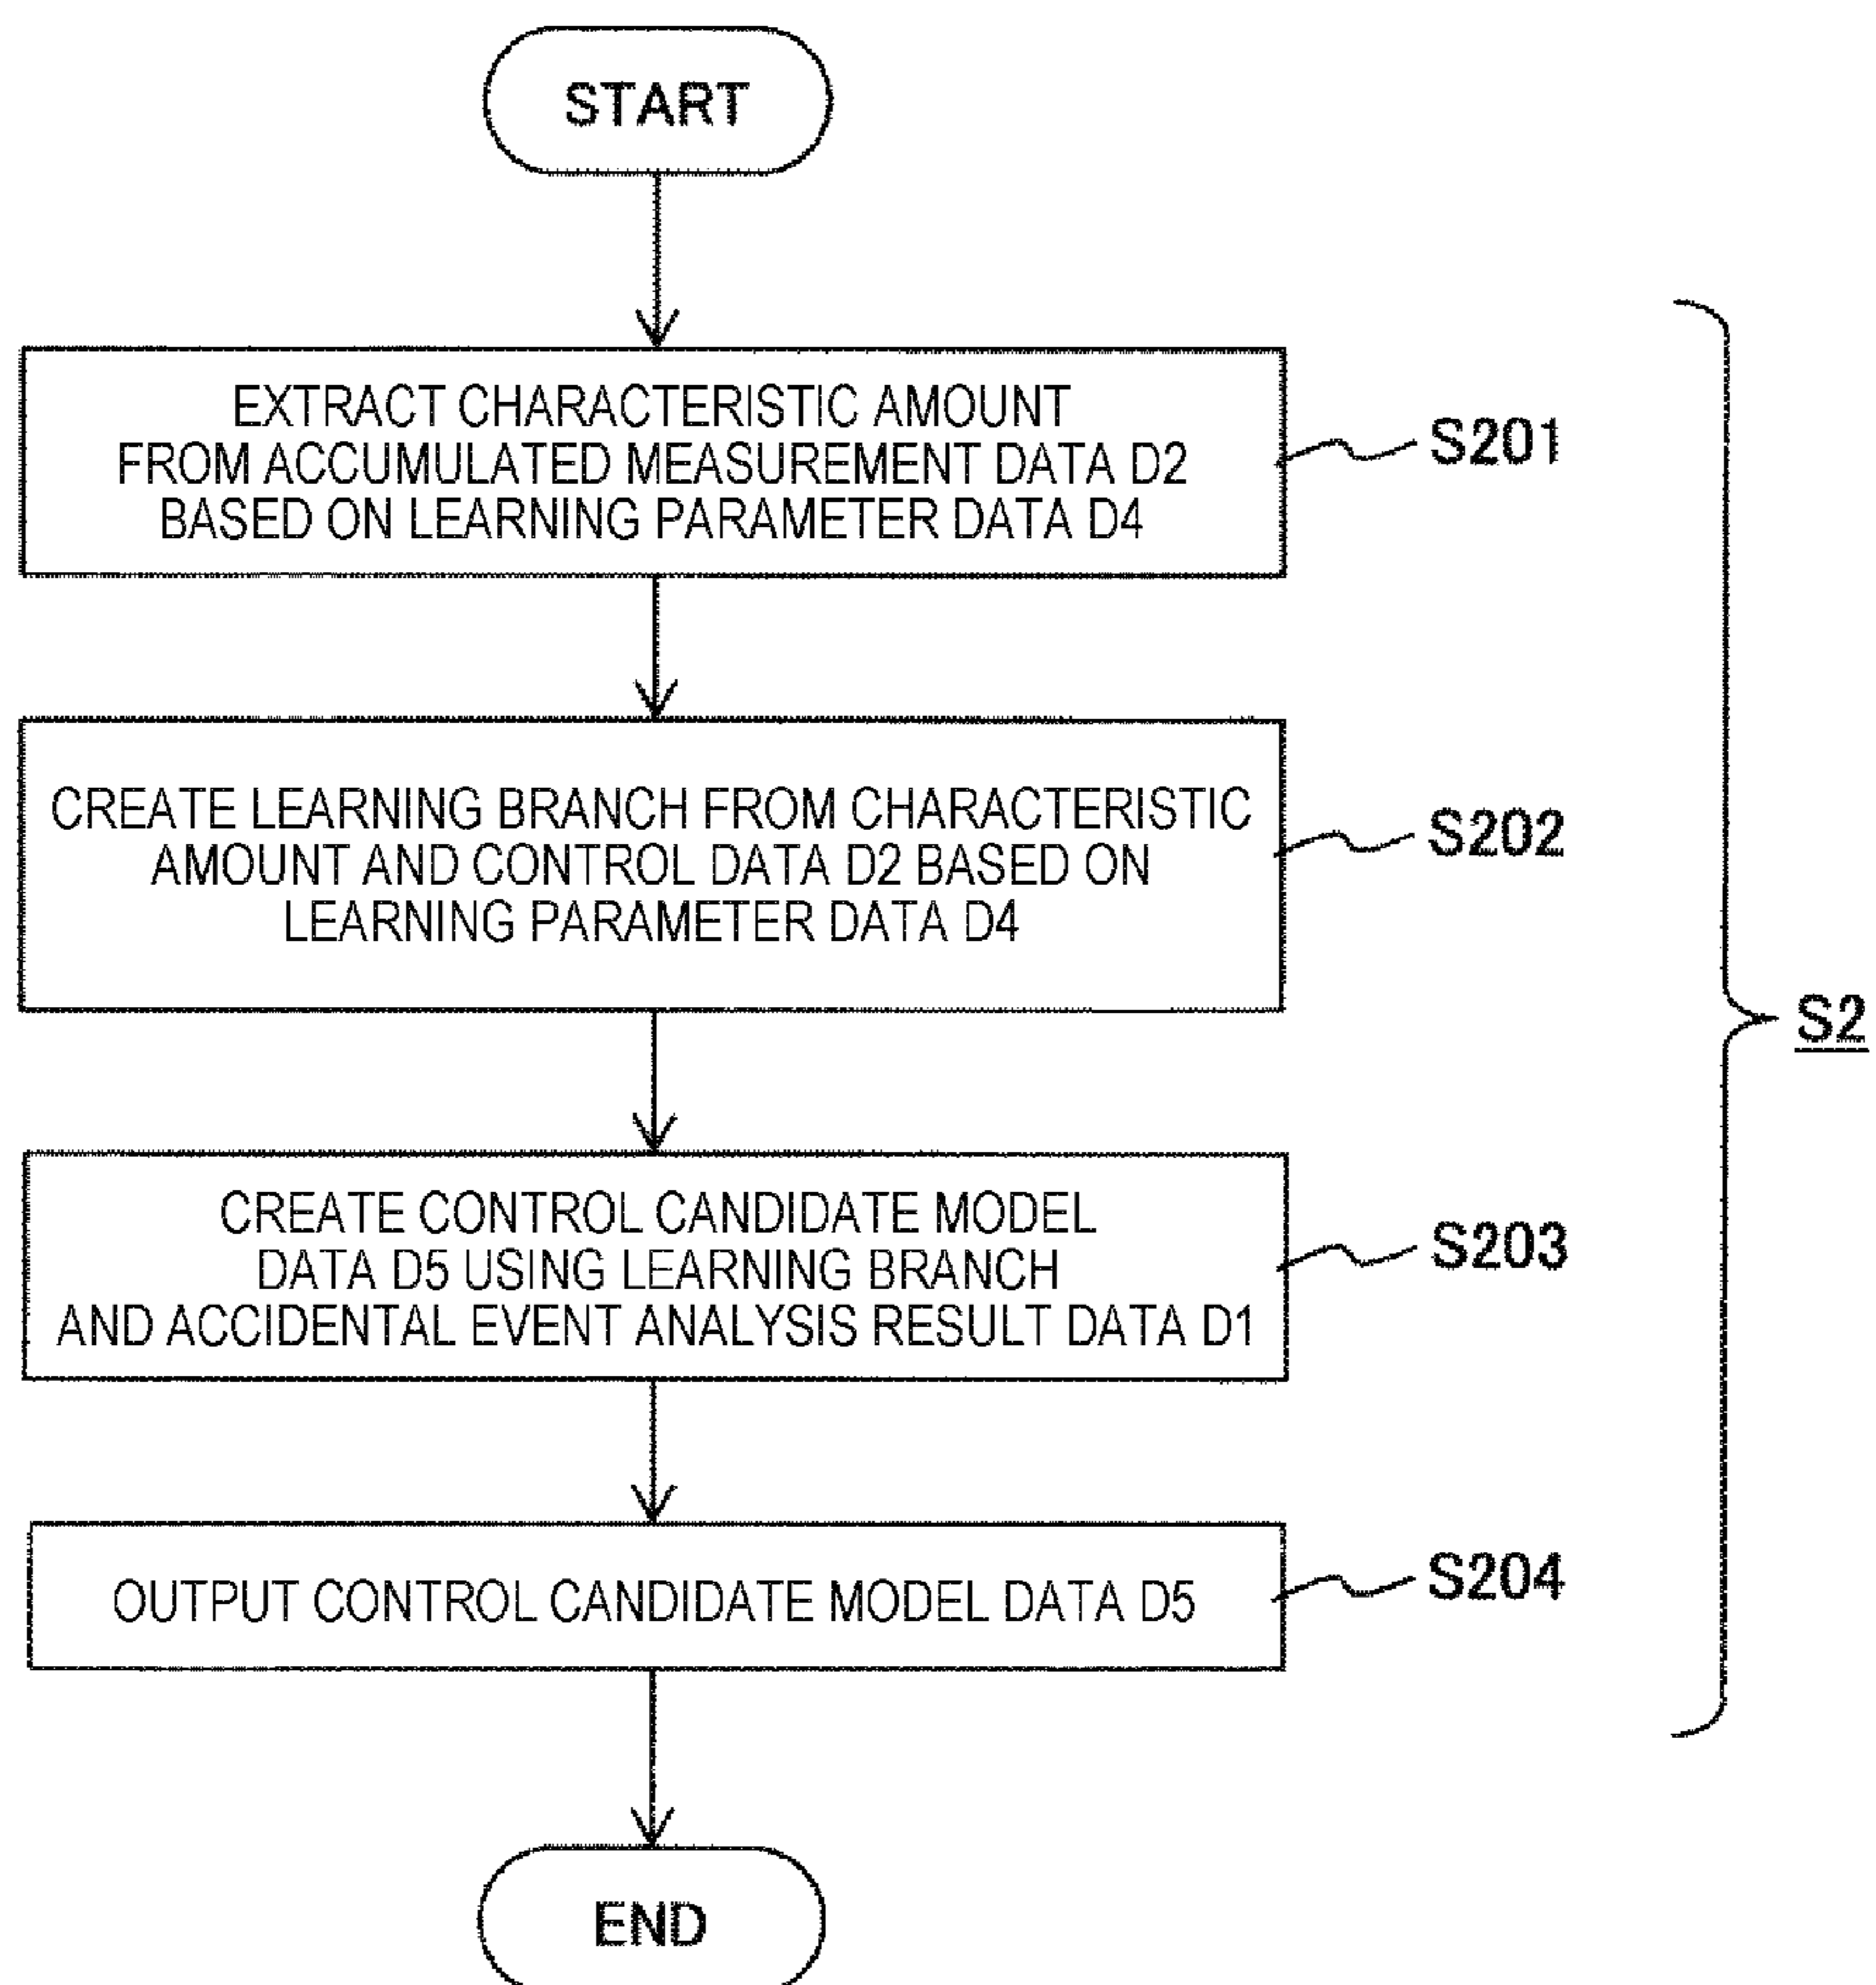 START
EXTRACT CHARACTERISTIC AMOUNT
FROM ACCUMULATED MEASUREMENT DATA D2
BASED ON LEARNING PARAMETER DATA D4
S201
CREATE LEARNING BRANCH FROM CHARACTERISTIC
AMOUNT AND CONTROL DATA D2 BASED ON
LEARNING PARAMETER DATA D4
S202
S2
CREATE CONTROL CANDIDATE MODEL
DATA D5 USING LEARNING BRANCH
AND ACCIDENTAL EVENT ANALYSIS RESULT DATA D1
S203
OUTPUT CONTROL CANDIDATE MODEL DATA D5
S204
END